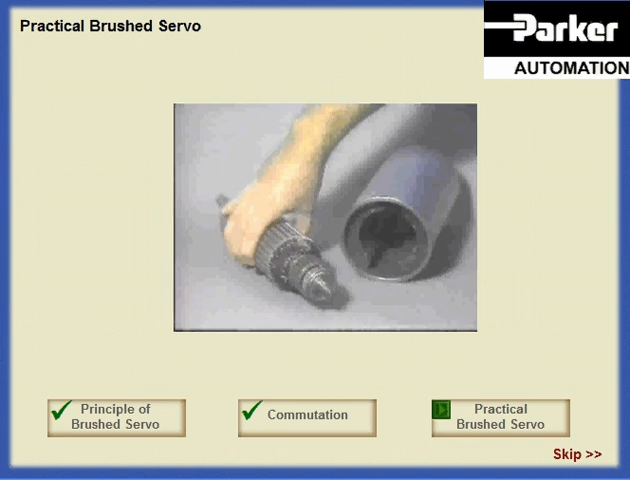 Practical Brushed Servo
Parker
AUTOMATION
Principle of
Brushed Servo
Commutation
Practical
Brushed Servo
Skip >>